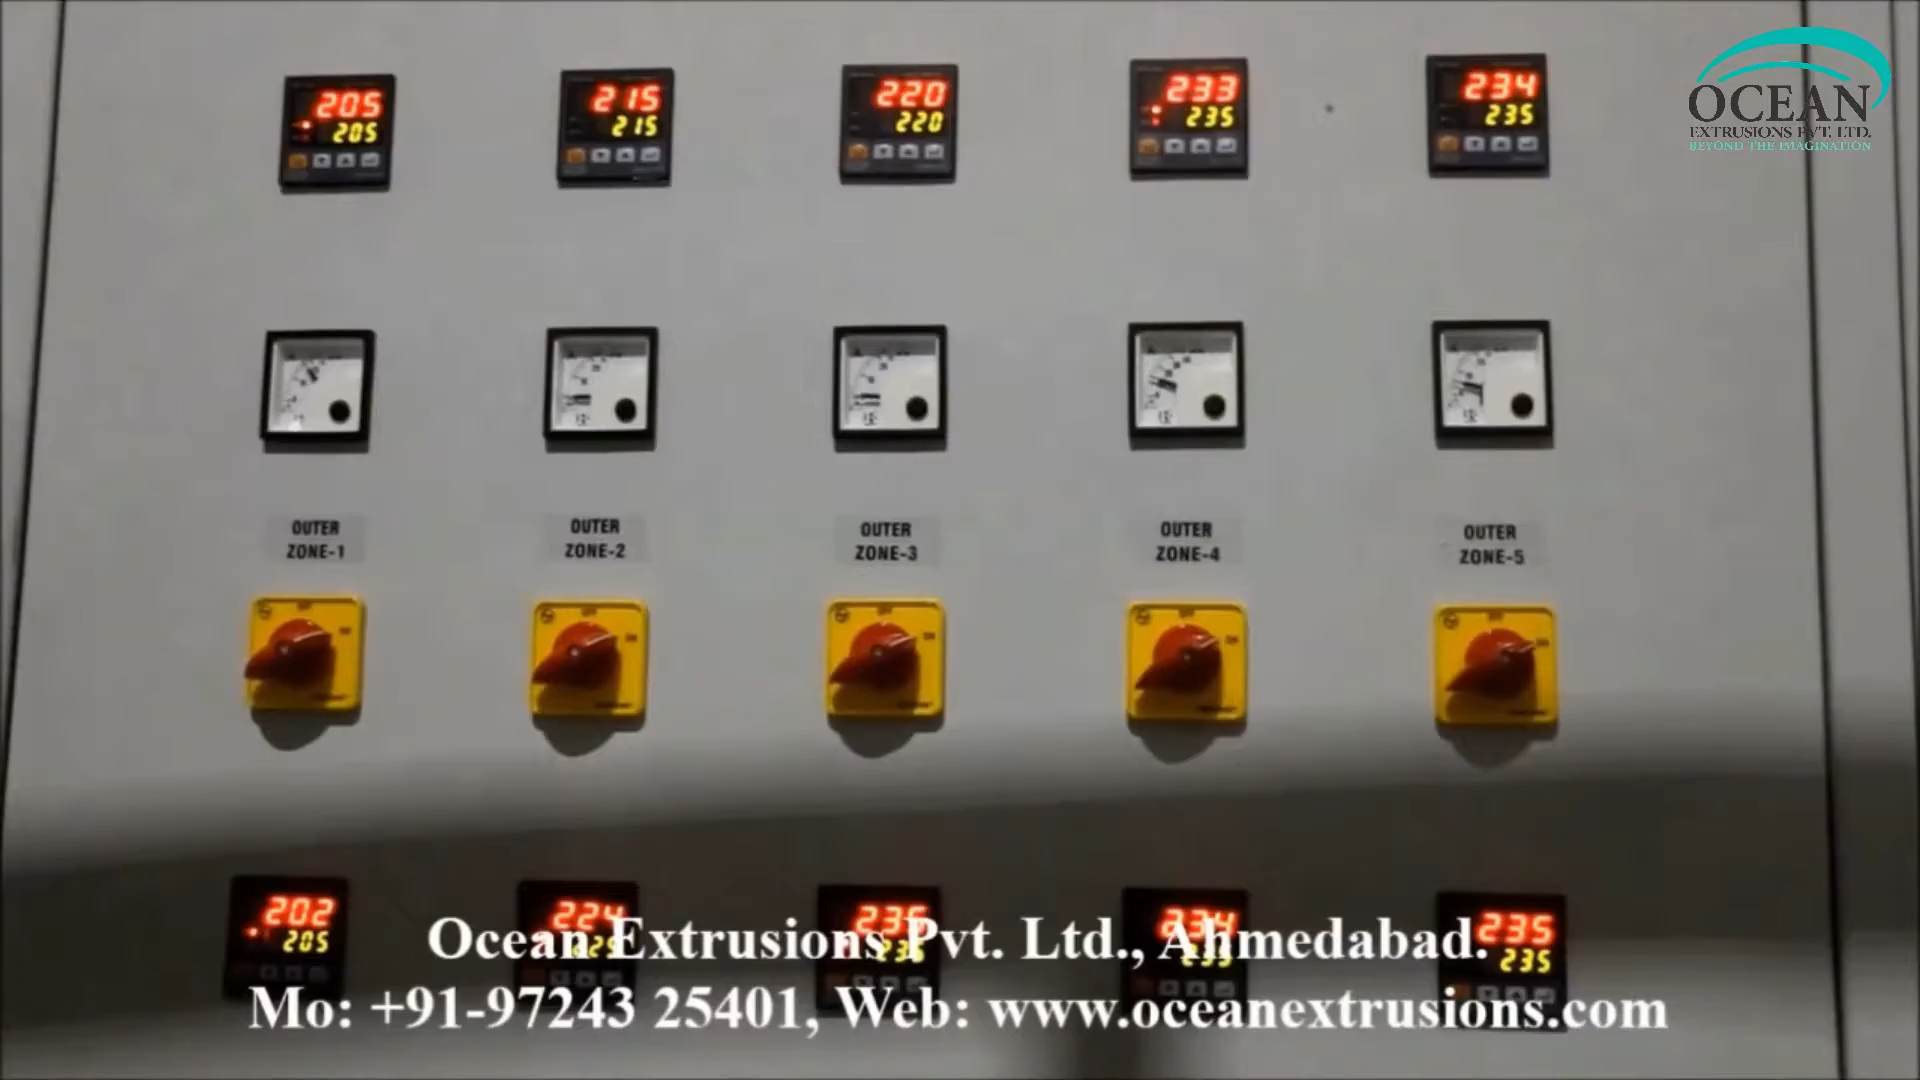 205
205
215
215
220
220
233
235
234
235
OCEAN
EXTRUSIONS PVT. LTD.
BEYOND THE IMAGINATION
OUTER
ZONE-1
OUTER
ZONE-2
OUTER
ZONE-3
OUTER
ZONE-4
OUTER
ZONE-5
202
205
224
234
235
235
Ocean Extrusions Pvt. Ltd., Ahmedabad.
Mo: +91-97243 25401, Web: www.oceanextrusions.com